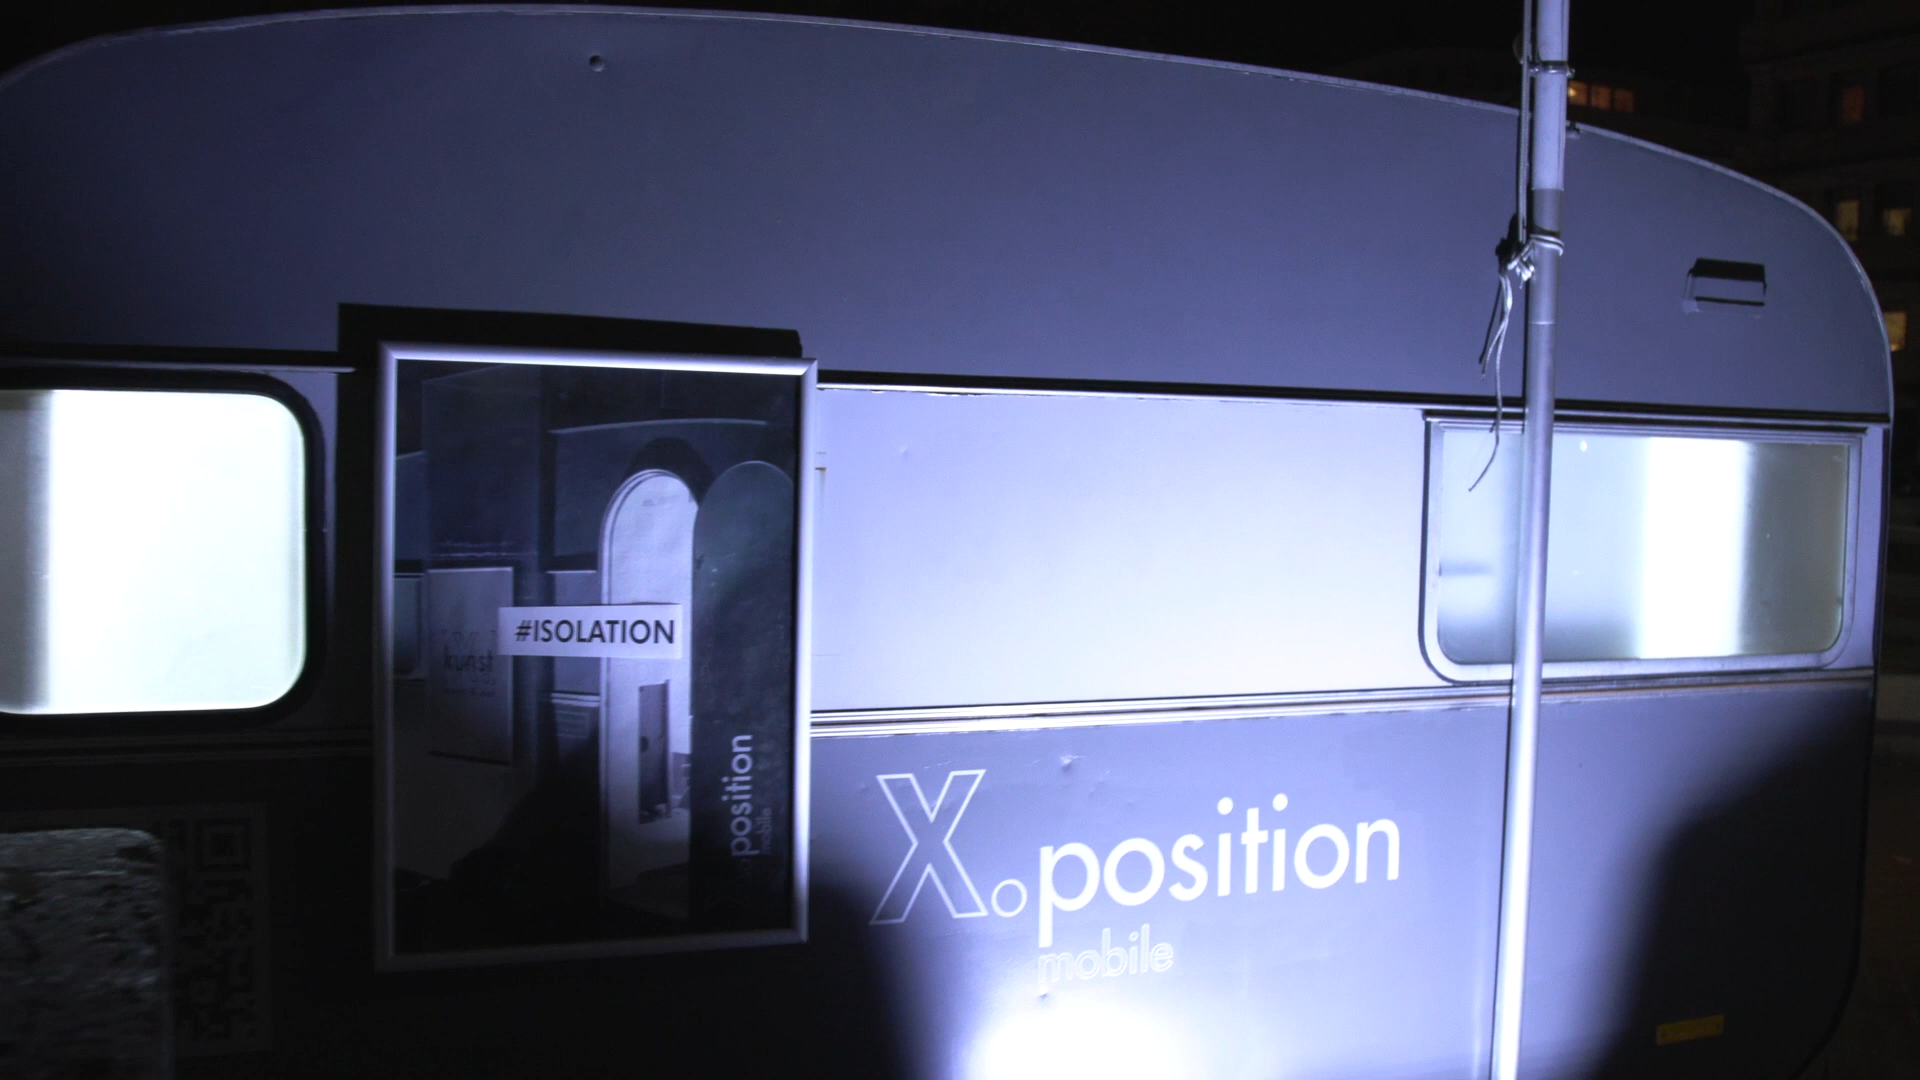 #ISOLATION
kunst
position
mobile
X.position
mobile